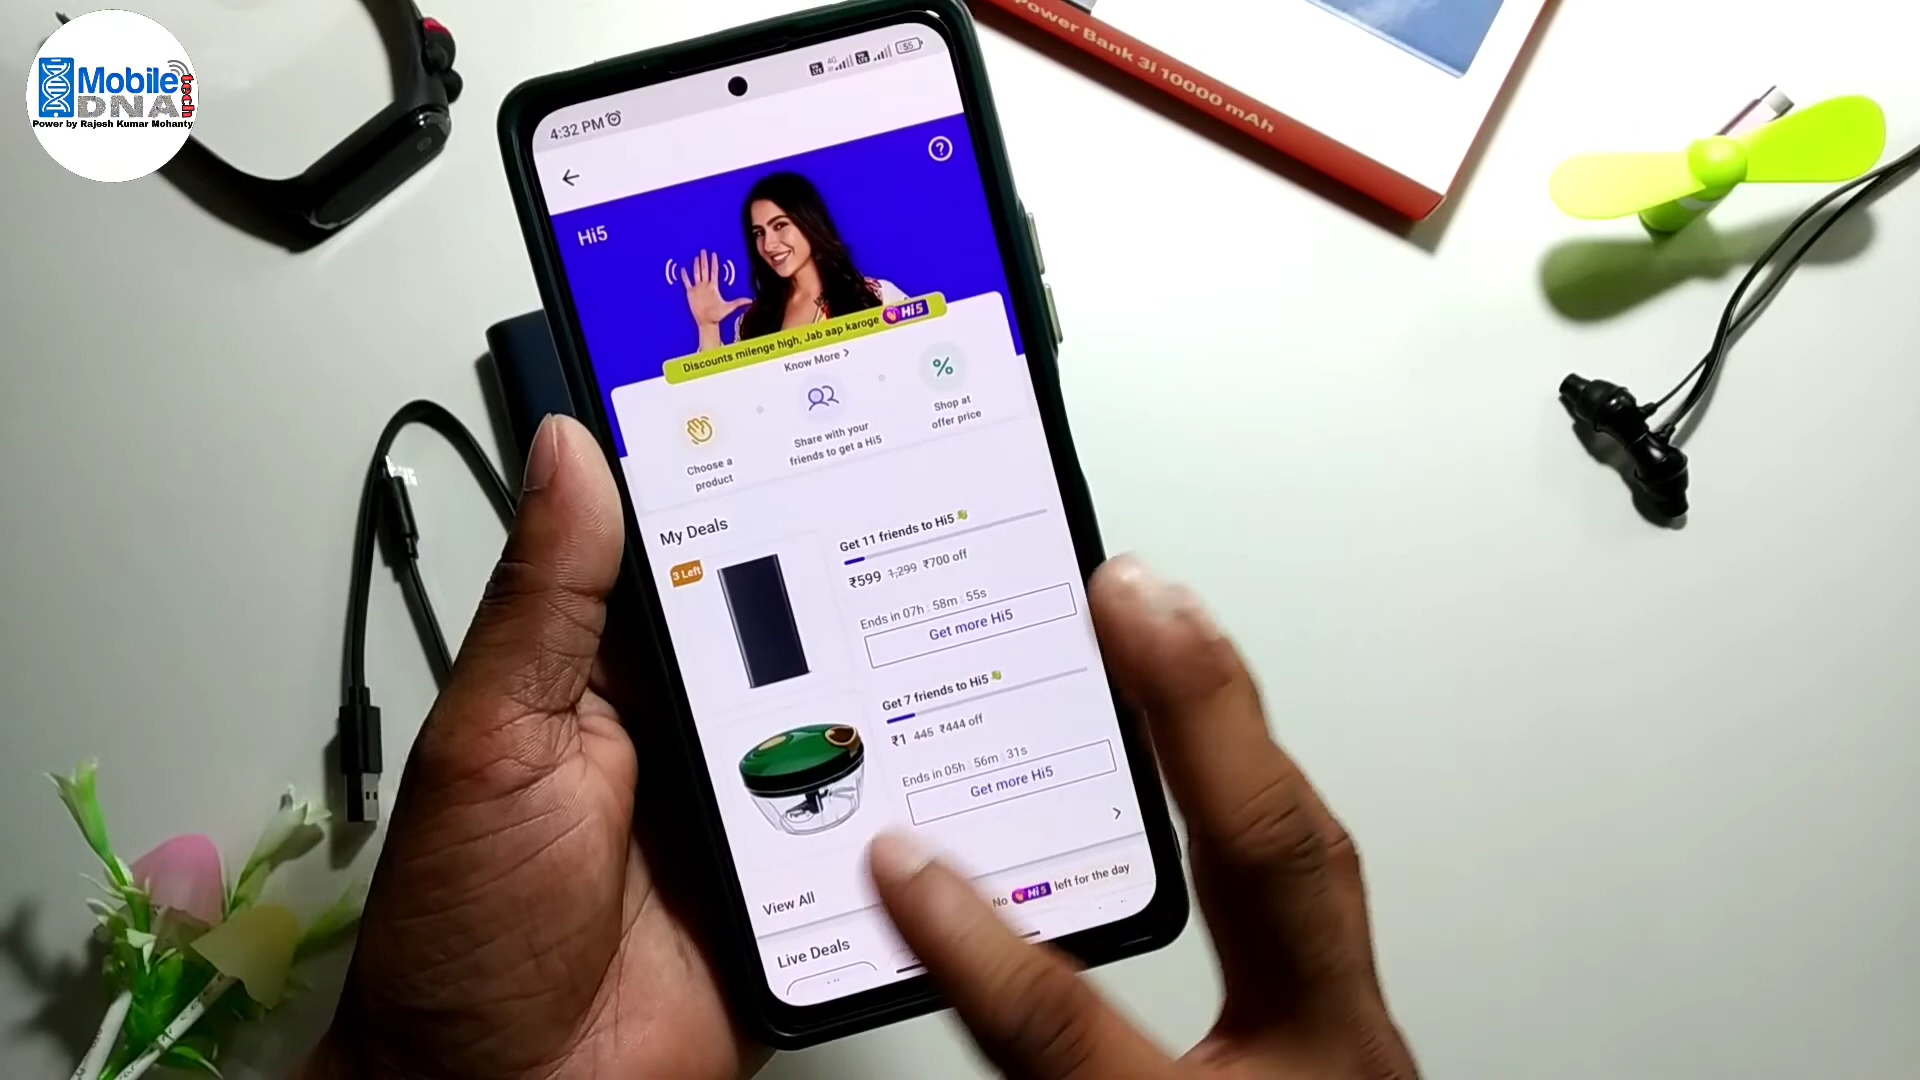 Mobile
DNA
tech
Power by Rajesh Kumar Mohanty
Power Bank 3i 10000 mAh
4:32 PM
4G
55
Hi5
Discounts milenge high, Jab aap karoge Hi5
Know More >
Choose a
product
Share with your
friends to get a Hi5
%
Shop at
offer price
My Deals
3 Left
Get 11 friends to Hi5
₹599 1,299 ₹700 off
Ends in 07h : 58m : 55s
Get more Hi5
Get 7 friends to Hi5
₹1 445 ₹444 off
Ends in 05h : 56m : 31s
Get more Hi5
View All
No Hi5 left for the day
Live Deals